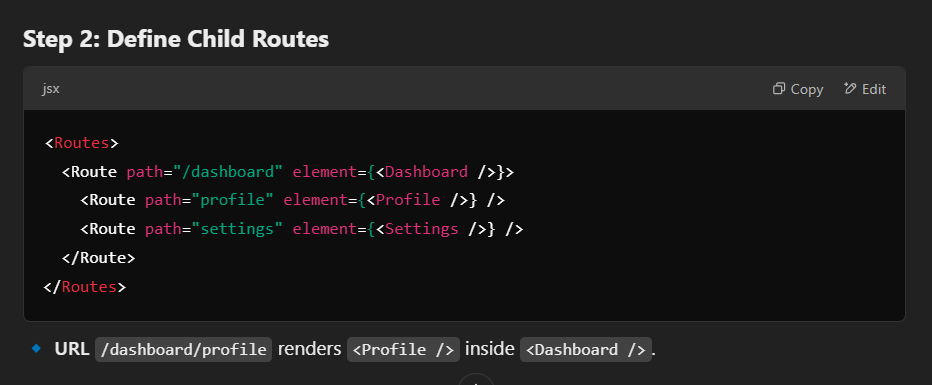 Step 2: Define Child Routes
jsx
Copy
Edit
<Routes>
  <Route path="/dashboard" element={<Dashboard />}>
    <Route path="profile" element={<Profile />} />
    <Route path="settings" element={<Settings />} />
  </Route>
</Routes>
URL /dashboard/profile renders <Profile /> inside <Dashboard />.